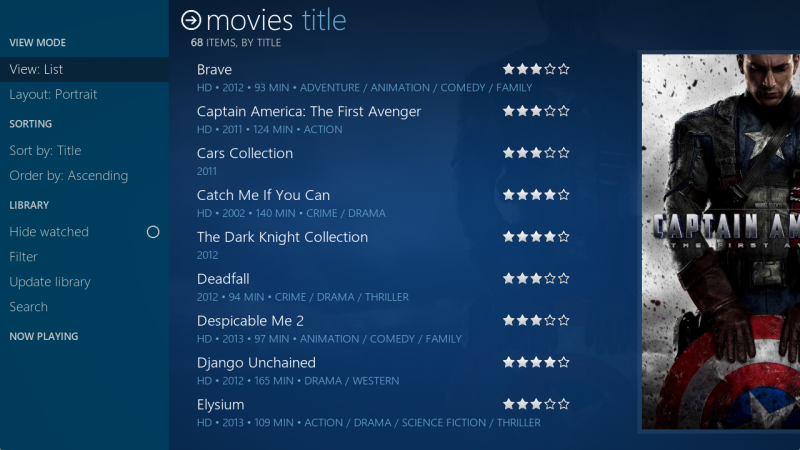 movies title
68 ITEMS, BY TITLE
VIEW MODE
View: List
Layout: Portrait
SORTING
Sort by: Title
Order by: Ascending
LIBRARY
Hide watched
Filter
Update library
Search
NOW PLAYING
Brave
HD • 2012 • 93 MIN • ADVENTURE / ANIMATION / COMEDY / FAMILY
Captain America: The First Avenger
HD • 2011 • 124 MIN • ACTION
Cars Collection
2011
Catch Me If You Can
HD • 2002 • 140 MIN • CRIME / DRAMA
The Dark Knight Collection
2012
Deadfall
2012 • 94 MIN • CRIME / DRAMA / THRILLER
Despicable Me 2
HD • 2013 • 97 MIN • ANIMATION / COMEDY / FAMILY
Django Unchained
HD • 2012 • 165 MIN • DRAMA / WESTERN
Elysium
HD • 2013 • 109 MIN • ACTION / DRAMA / SCIENCE FICTION / THRILLER
CAPTAIN AM
THE FIRST AV